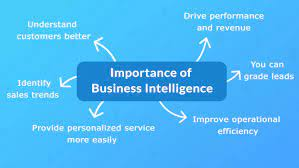 Understand
customers better
Drive performance
and revenue
Identify
sales trends
Importance of
Business Intelligence
You can
grade leads
Provide personalized service
more easily
Improve operational
efficiency